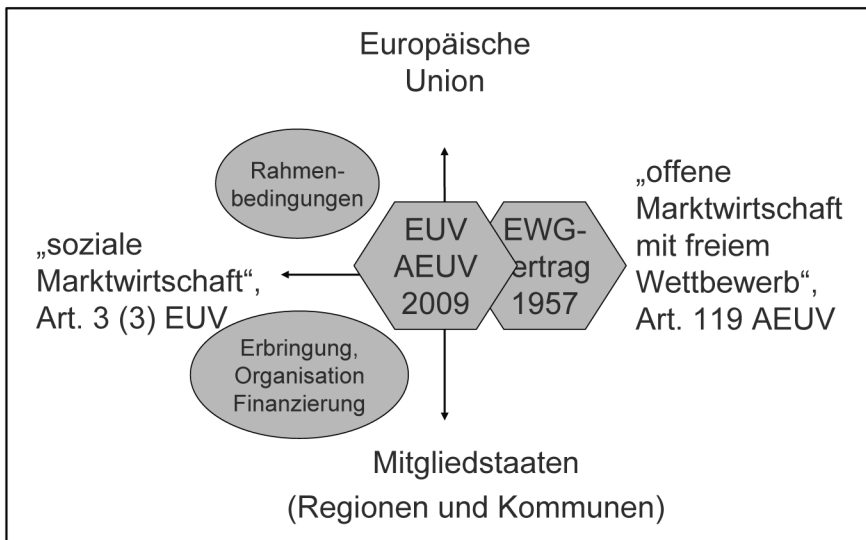 Europäische
Union
Rahmen-
bedingungen
„offene
Marktwirtschaft
mit freiem
Wettbewerb“,
Art. 119 AEUV
EUV
AEUV
2009
EWG-
ertrag
1957
„soziale
Marktwirtschaft“,
Art. 3 (3) EUV
Erbringung,
Organisation
Finanzierung
Mitgliedstaaten
(Regionen und Kommunen)